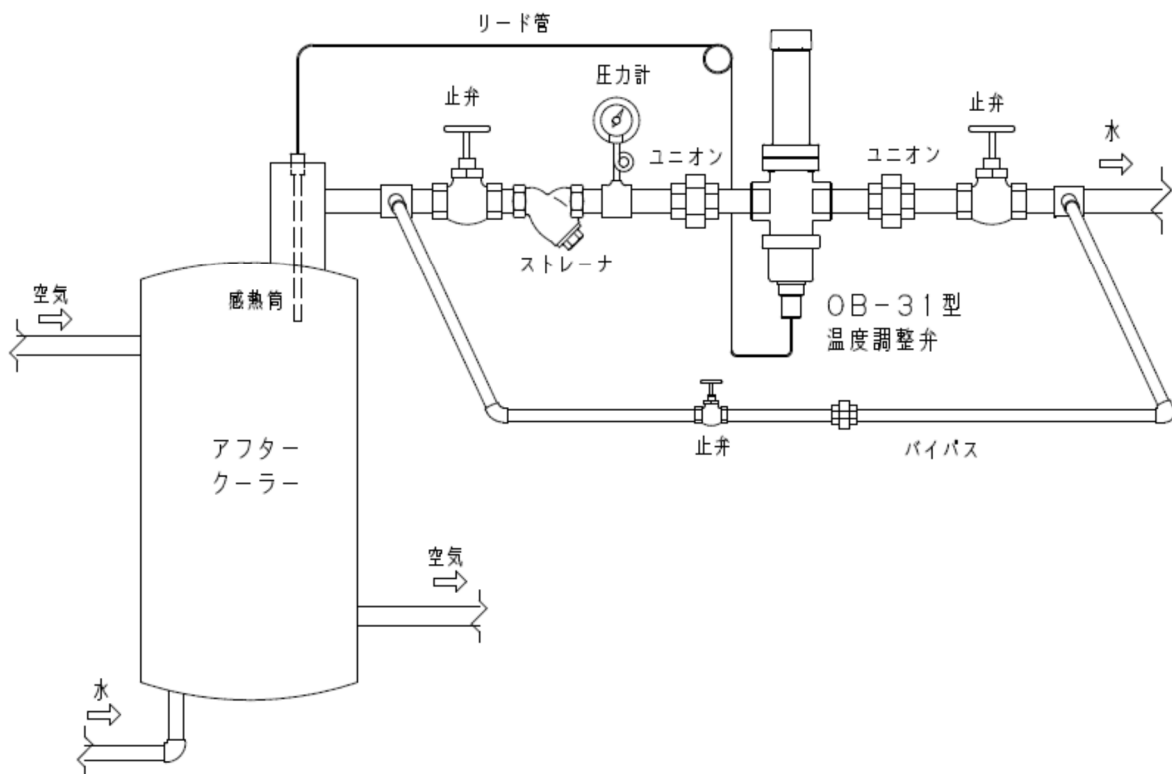 リード管
圧力計
止弁
止弁
水
ユニオン
ユニオン
ストレーナ
空気
感熱筒
OB-31型
温度調整弁
アフター
クーラー
止弁
バイパス
空気
水